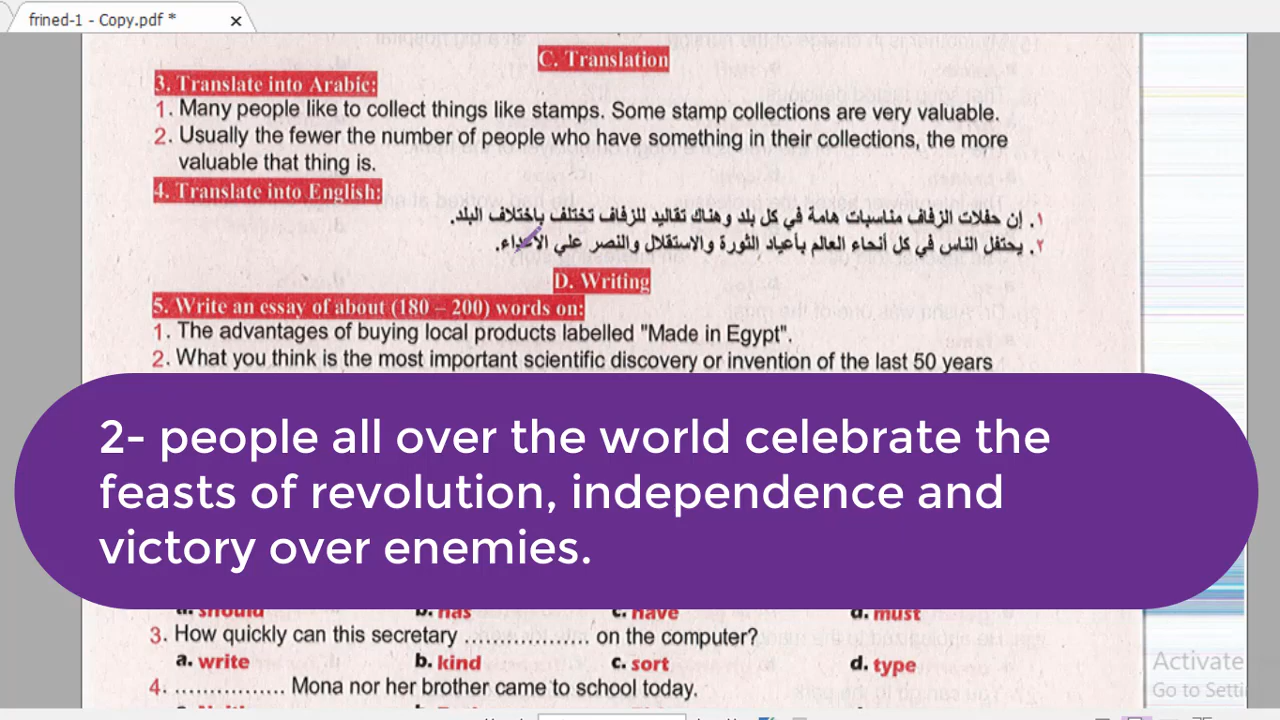 frined-1 - Copy.pdf *
C. Translation
3. Translate into Arabic:
1. Many people like to collect things like stamps. Some stamp collections are very valuable.
2. Usually the fewer the number of people who have something in their collections, the more
valuable that thing is.
4. Translate into English:
١. إن حفلات الزفاف مناسبات هامة في كل بلد وهناك تقاليد للزفاف تختلف بإختلاف البلد.
٢. يحتفل الناس في كل أنحاء العالم بأعياد الثورة والاستقلال والنصر علي الأعداء.
D. Writing
5. Write an essay of about (180 – 200) words on:
1. The advantages of buying local products labelled "Made in Egypt".
2. What you think is the most important scientific discovery or invention of the last 50 years
2- people all over the world celebrate the
feasts of revolution, independence and
victory over enemies.
a. should b. has c. have d. must
3. How quickly can this secretary .................... on the computer?
a. write b. kind c. sort d. type
4. .................. Mona nor her brother came to school today.
Activate
Go to Setti